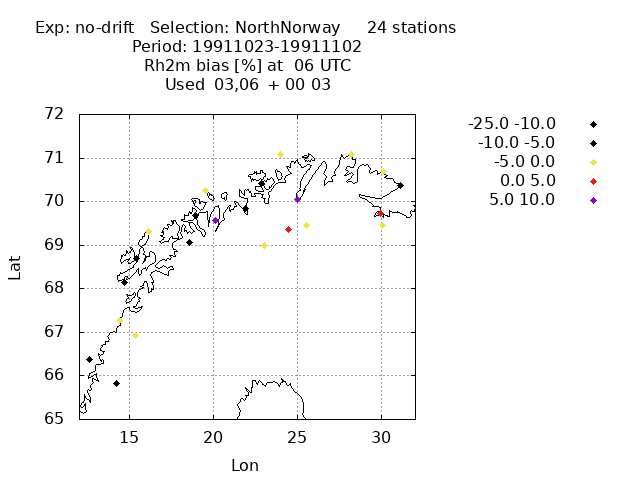 Exp: no-drift Selection: NorthNorway 24 stations
Period: 19911023-19911102
Rh2m bias [%] at 06 UTC
Used 03,06 + 00 03
72
71
70
69
68
67
66
65
Lat
15 20 25 30
Lon
-25.0 -10.0
-10.0 -5.0
-5.0 0.0
0.0 5.0
5.0 10.0